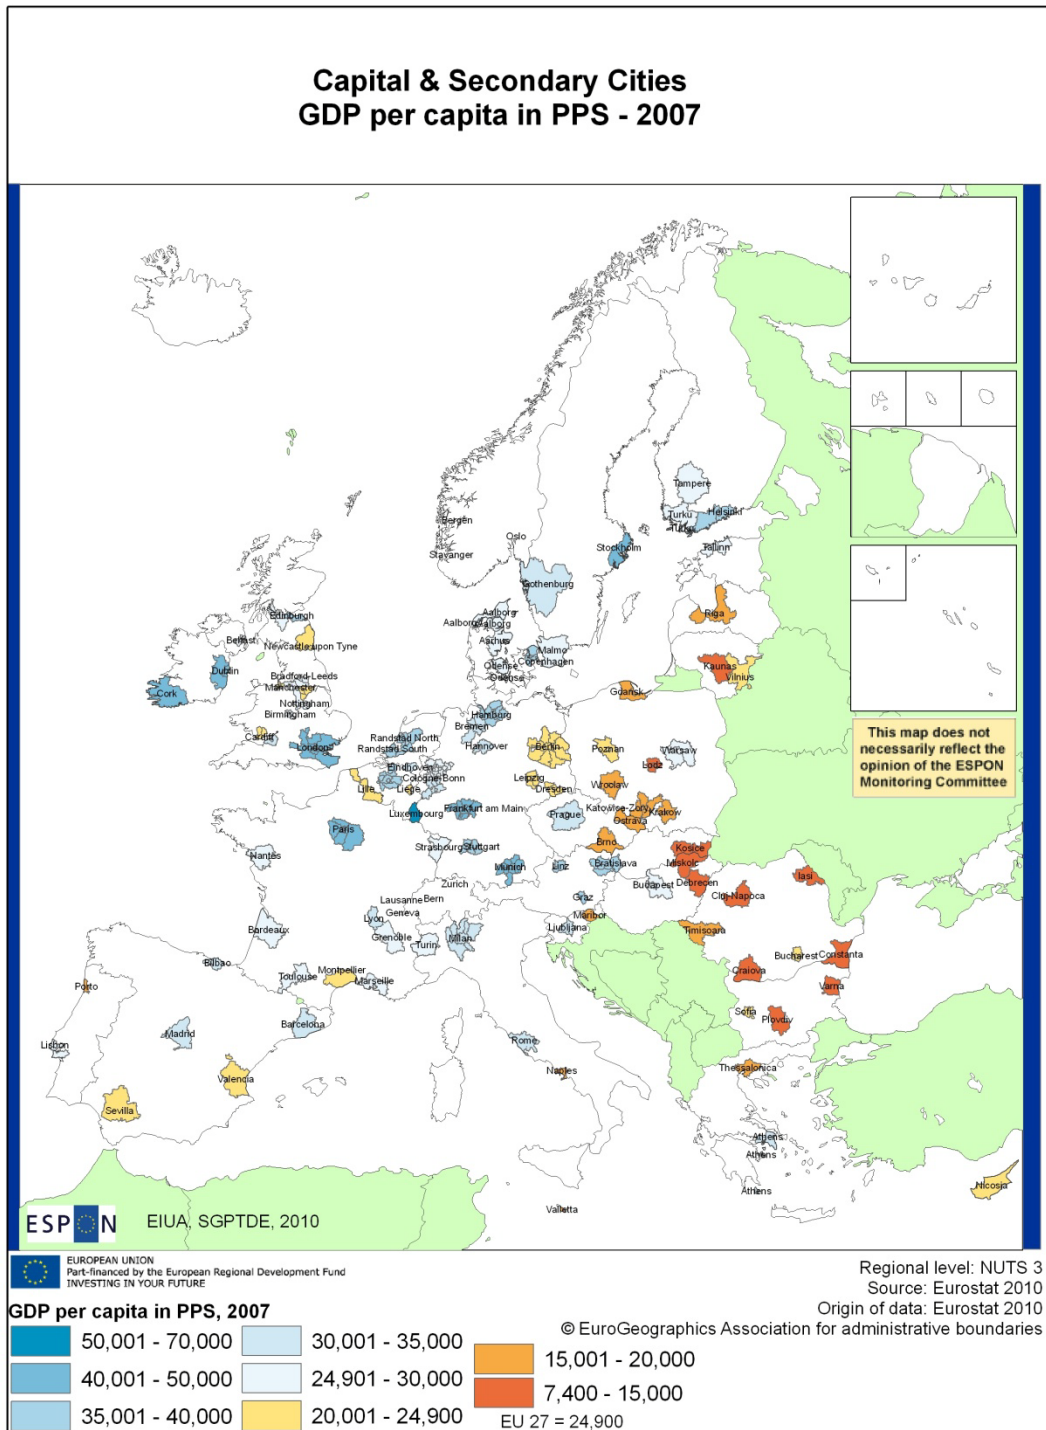 Capital & Secondary Cities
GDP per capita in PPS - 2007
Tampere
Turku
Helsinki
Turku
Bergen
Oslo
Stavanger
Stockholm
Tallinn
Gothenburg
Riga
Edinburgh
Aalborg
Aalborg
Aalborg
Belfast
Newcastle upon Tyne
Aarhus
Malmo
Copenhagen
Odense
Odense
Kaunas
Vilnius
Dublin
Bradford-Leeds
Manchester
Cork
Nottingham
Birmingham
Gdansk
Hamburg
Bremen
Cardiff
London
Randstad North
Randstad South
Hannover
Berlin
Poznan
Warsaw
Lodz
Eindhoven
Cologne-Bonn
Lille
Liege
Leipzig
Dresden
Wroclaw
Luxembourg
Frankfurt am Main
Prague
Katowice-Zory
Krakow
Ostrava
Paris
Brno
Kosice
Nantes
Strasbourg
Stuttgart
Munich
Linz
Bratislava
Miskolc
Iasi
Zurich
Budapest
Debrecen
Cluj-Napoca
Lausanne
Bern
Geneva
Graz
Maribor
Lyon
Bordeaux
Grenoble
Turin
Milan
Ljubljana
Timisoara
Bilbao
Toulouse
Montpellier
Marseille
Bucharest
Constanta
Craiova
Porto
Varna
Sofia
Plovdiv
Madrid
Barcelona
Lisbon
Rome
Valencia
Naples
Thessalonica
Sevilla
Athens
Athens
Athens
Nicosia
Valletta
This map does not
necessarily reflect the
opinion of the ESPON
Monitoring Committee
ESPON
EIUA, SGPTDE, 2010
EUROPEAN UNION
Part-financed by the European Regional Development Fund
INVESTING IN YOUR FUTURE
Regional level: NUTS 3
Source: Eurostat 2010
Origin of data: Eurostat 2010
© EuroGeographics Association for administrative boundaries
GDP per capita in PPS, 2007
50,001 - 70,000
40,001 - 50,000
35,001 - 40,000
30,001 - 35,000
24,901 - 30,000
20,001 - 24,900
15,001 - 20,000
7,400 - 15,000
EU 27 = 24,900